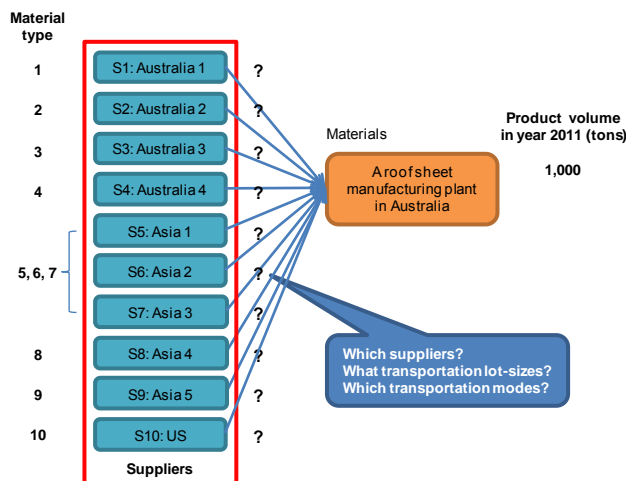 Material
type
1
S1: Australia 1
?
2
S2: Australia 2
?
3
S3: Australia 3
?
4
S4: Australia 4
?
S5: Asia 1
?
5, 6, 7
S6: Asia 2
?
S7: Asia 3
?
8
S8: Asia 4
?
9
S9: Asia 5
?
10
S10: US
?
Suppliers
Materials
A roof sheet
manufacturing plant
in Australia
Product volume
in year 2011 (tons)
1,000
Which suppliers?
What transportation lot-sizes?
Which transportation modes?